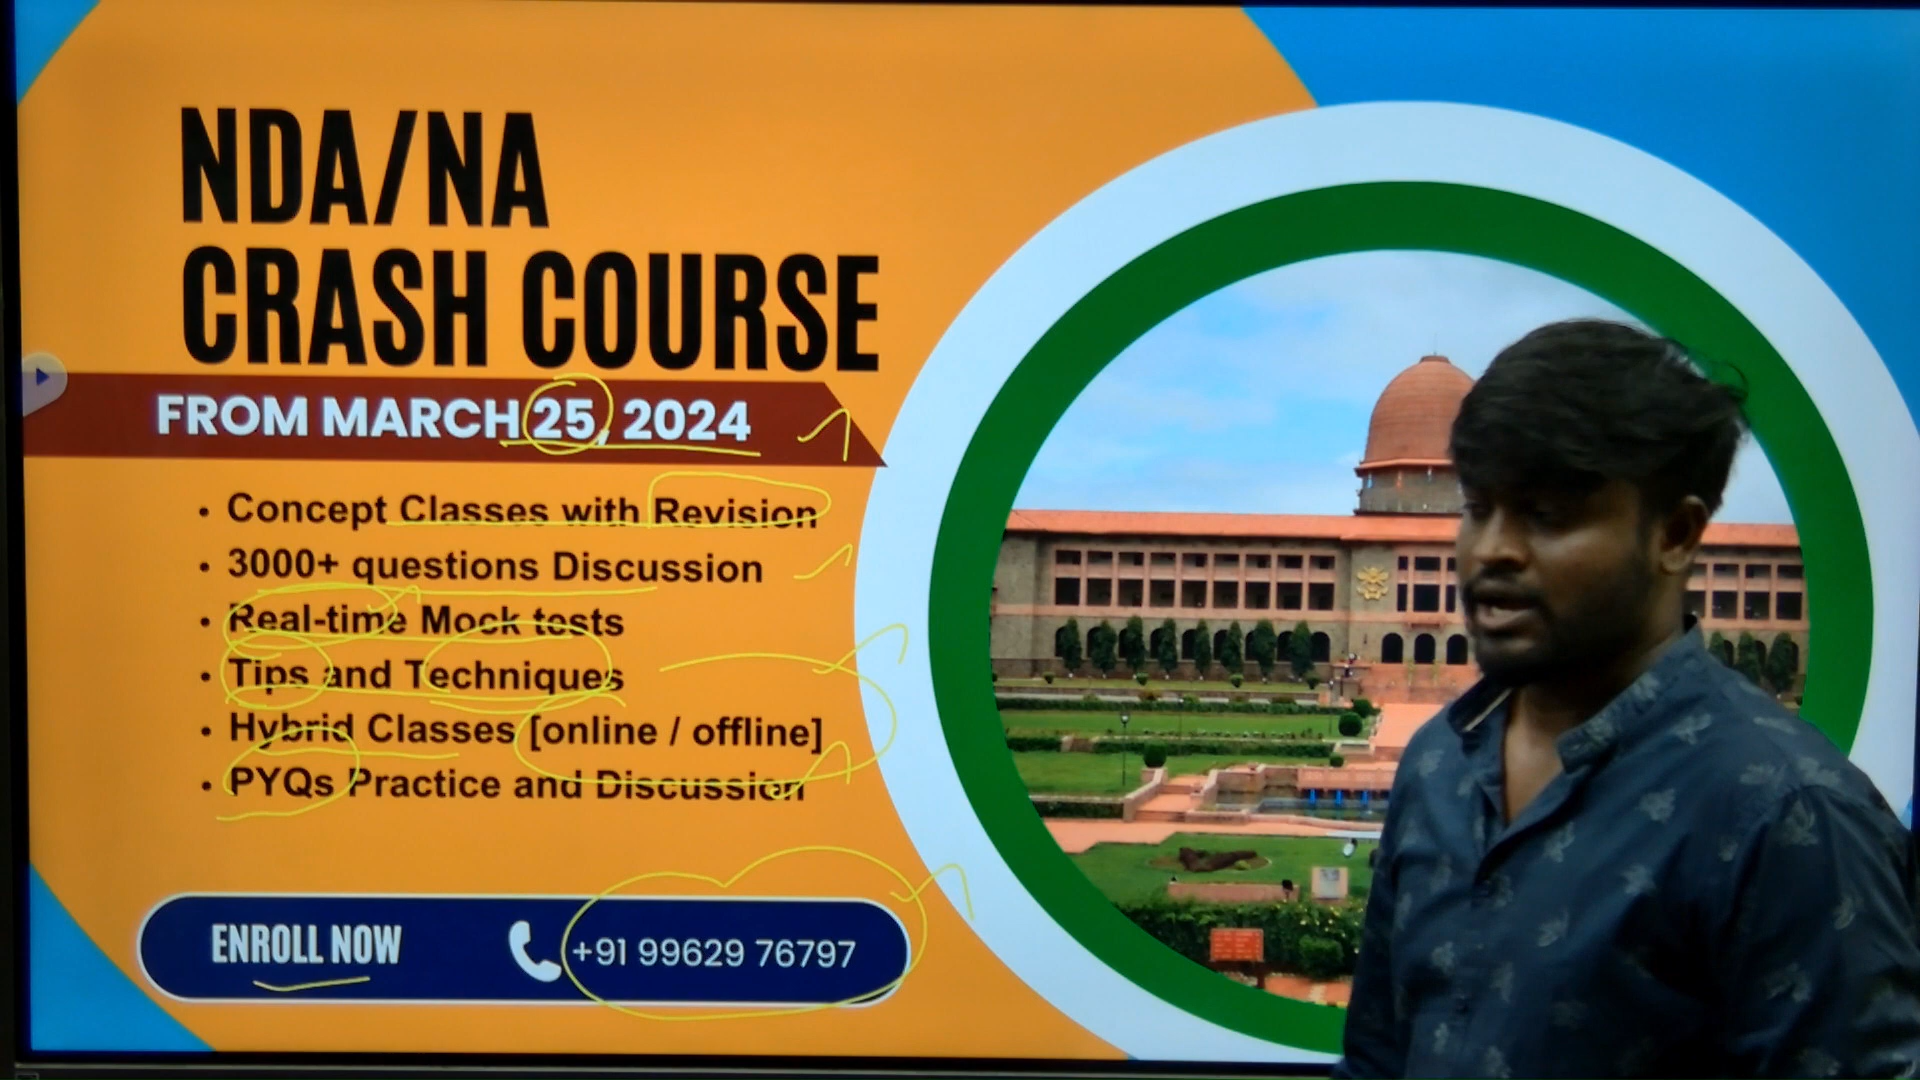 NDA/NA
CRASH COURSE
FROM MARCH 25, 2024
• Concept Classes with Revision
• 3000+ questions Discussion
• Real-time Mock tests
• Tips and Techniques
• Hybrid Classes [online / offline]
• PYQs Practice and Discussion
ENROLL NOW
+91 99629 76797